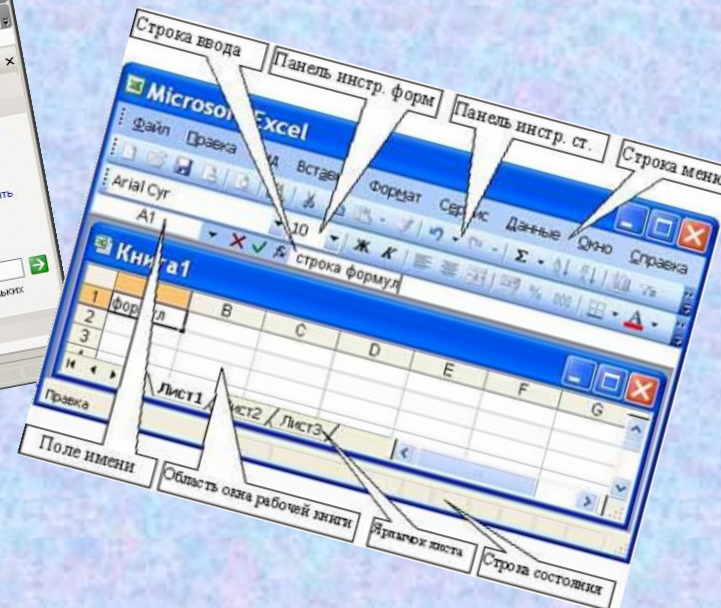 Строка ввода
Панель инстр. форм
Панель инстр. ст.
Строка меню
Microsoft Excel
Файл Правка Вставка Формат Сервис Данные Окно Справка
Arial Cyr 10 Ж К Σ А
A1 fx строка формул
Книга1
A B C D E F G
1
2
3
4
Лист1 Лист2 Лист3
Правка
Поле имени
Область окна рабочей книги
Ярлычок листа
Строка состояния